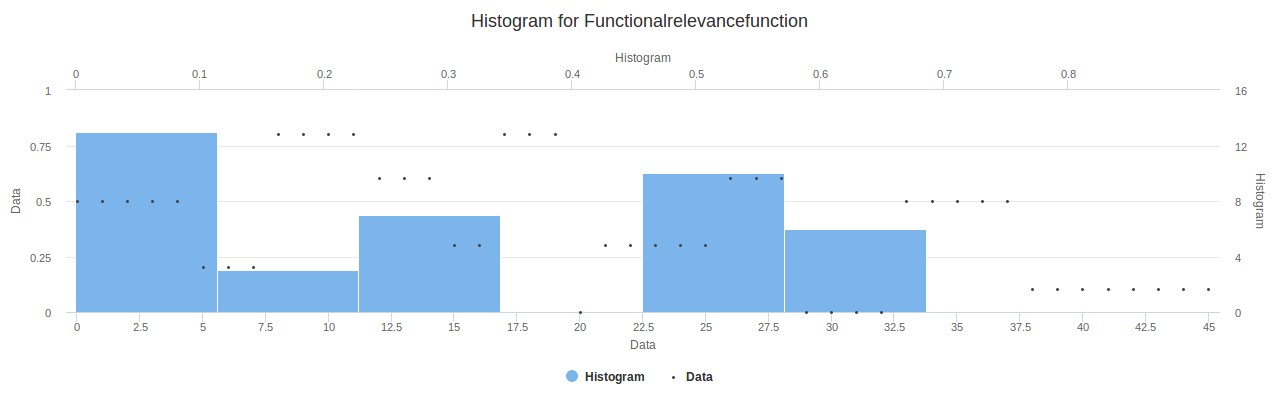 Histogram for Functionalrelevancefunction
Histogram
0 0.1 0.2 0.3 0.4 0.5 0.6 0.7 0.8
1 16
0.75 12
Data Histogram
0.5 8
0.25 4
0 0
0 2.5 5 7.5 10 12.5 15 17.5 20 22.5 25 27.5 30 32.5 35 37.5 40 42.5 45
Data
Histogram Data